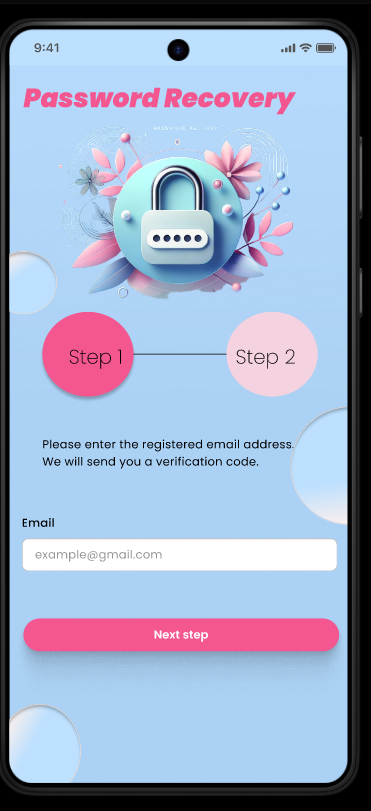 9:41
Password Recovery
Step 1
Step 2
Please enter the registered email address.
We will send you a verification code.
Email
example@gmail.com
Next step